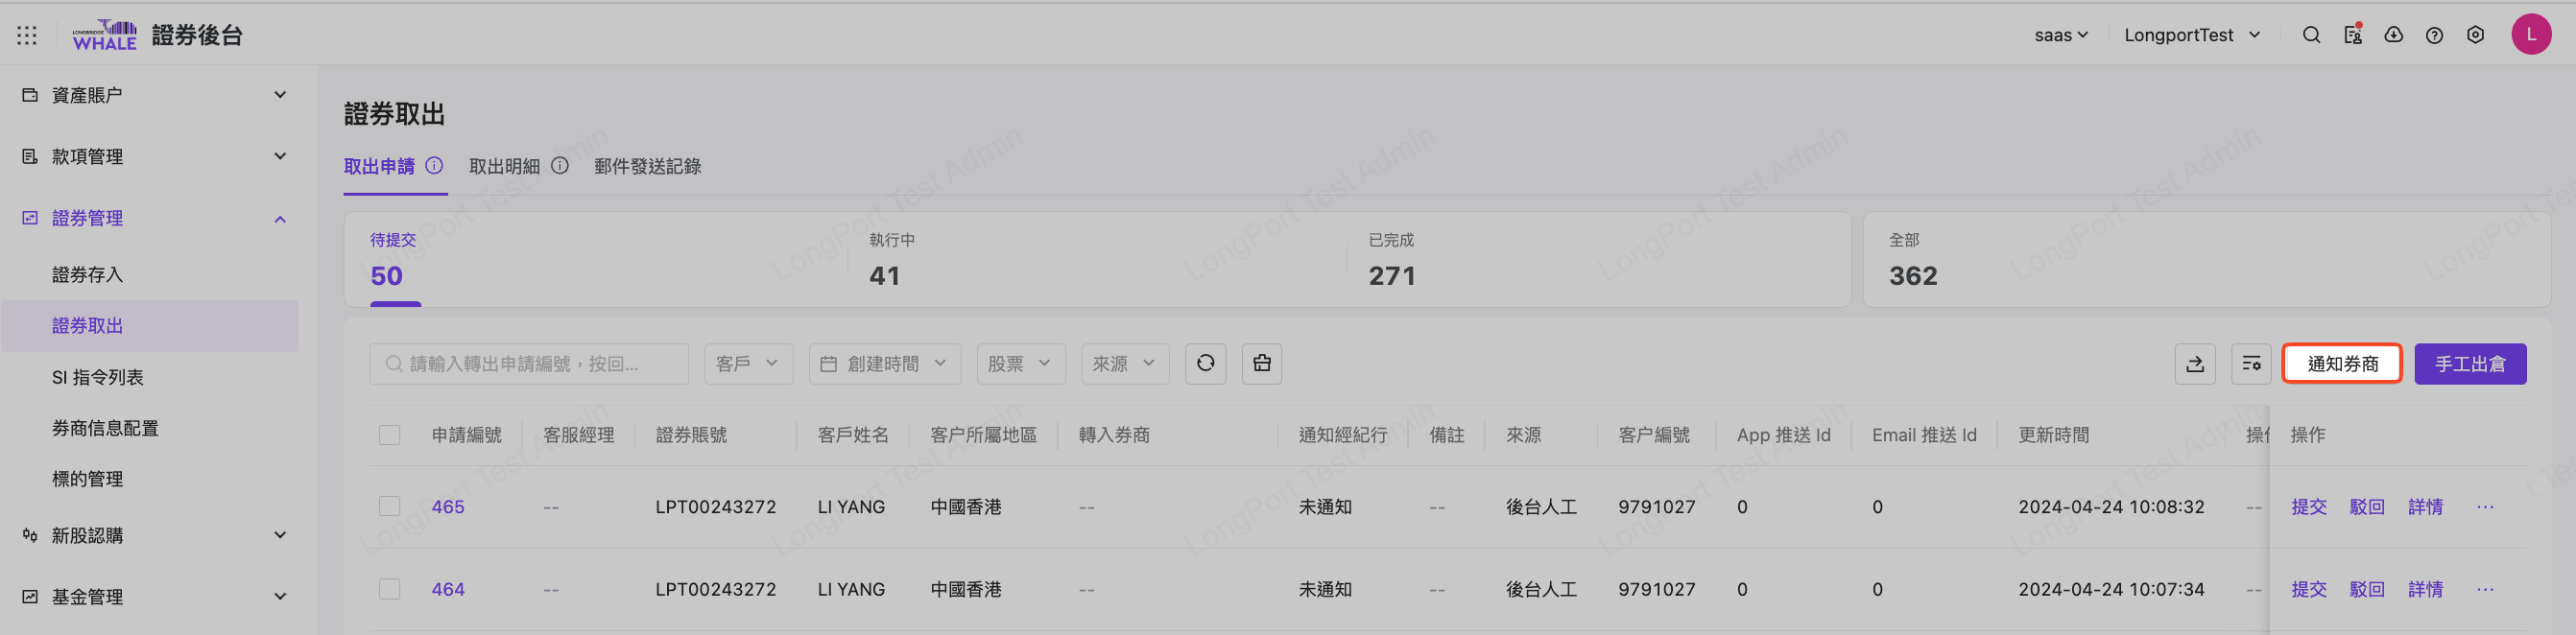 LONGBRIDGE
WHALE 證券後台 saas LongportTest L
資產賬户
款項管理
證券管理
證券存入
證券取出
SI 指令列表
券商信息配置
標的管理
新股認購
基金管理
證券取出
取出申請 取出明細 郵件發送記錄
待提交 執行中 已完成 全部
50 41 271 362
請輸入轉出申請編號，按回... 客戶 創建時間 股票 來源 通知券商 手工出倉
申請編號 客服經理 證券賬號 客戶姓名 客户所屬地區 轉入券商 通知經紀行 備註 來源 客户編號 App 推送 Id Email 推送 Id 更新時間 操作
465 -- LPT00243272 LI YANG 中國香港 -- 未通知 -- 後台人工 9791027 0 0 2024-04-24 10:08:32 -- 提交 駁回 詳情 ...
464 -- LPT00243272 LI YANG 中國香港 -- 未通知 -- 後台人工 9791027 0 0 2024-04-24 10:07:34 -- 提交 駁回 詳情 ...
LongPort Test Admin